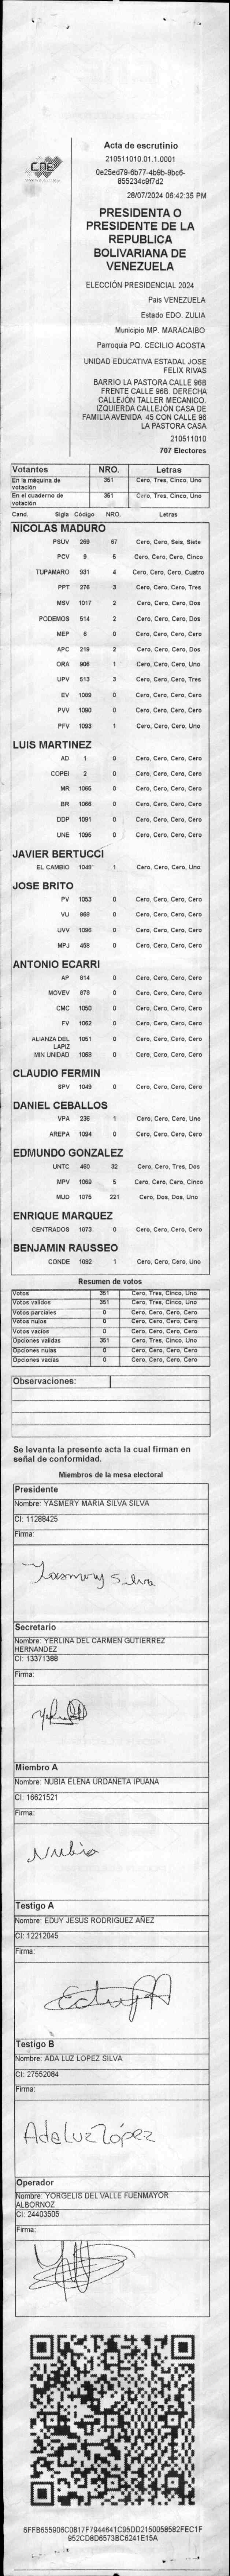 CNE
Acta de escrutinio
210511010.01.1.0001
0e25ed79-6b77-4b9b-9bc6-
855234c9f7d2
28/07/2024 06:42:35 PM
PRESIDENTA O
PRESIDENTE DE LA
REPUBLICA
BOLIVARIANA DE
VENEZUELA
ELECCIÓN PRESIDENCIAL 2024
Pais VENEZUELA
Estado EDO. ZULIA
Municipio MP. MARACAIBO
Parroquia PQ. CECILIO ACOSTA
UNIDAD EDUCATIVA ESTADAL JOSE
FELIX RIVAS
BARRIO LA PASTORA CALLE 96B
FRENTE CALLE 96B. DERECHA
CALLEJÓN TALLER MECANICO.
IZQUIERDA CALLEJÓN CASA DE
FAMILIA AVENIDA 45 CON CALLE 96
LA PASTORA CASA
210511010
707 Electores
Votantes NRO. Letras
En la máquina de votación 351 Cero, Tres, Cinco, Uno
En el cuaderno de votación 351 Cero, Tres, Cinco, Uno
Cand. Sigla Código NRO. Letras
NICOLAS MADURO
PSUV 269 67 Cero, Cero, Seis, Siete
PCV 9 5 Cero, Cero, Cero, Cinco
TUPAMARO 931 4 Cero, Cero, Cero, Cuatro
PPT 276 3 Cero, Cero, Cero, Tres
MSV 1017 2 Cero, Cero, Cero, Dos
PODEMOS 514 2 Cero, Cero, Cero, Dos
MEP 6 0 Cero, Cero, Cero, Cero
APC 219 2 Cero, Cero, Cero, Dos
ORA 906 1 Cero, Cero, Cero, Uno
UPV 513 3 Cero, Cero, Cero, Tres
EV 1089 0 Cero, Cero, Cero, Cero
PVV 1090 0 Cero, Cero, Cero, Cero
PFV 1093 1 Cero, Cero, Cero, Uno
LUIS MARTINEZ
AD 1 0 Cero, Cero, Cero, Cero
COPEI 2 0 Cero, Cero, Cero, Cero
MR 1065 0 Cero, Cero, Cero, Cero
BR 1066 0 Cero, Cero, Cero, Cero
DDP 1091 0 Cero, Cero, Cero, Cero
UNE 1095 0 Cero, Cero, Cero, Cero
JAVIER BERTUCCI
EL CAMBIO 1048 1 Cero, Cero, Cero, Uno
JOSE BRITO
PV 1053 0 Cero, Cero, Cero, Cero
VU 968 0 Cero, Cero, Cero, Cero
UVV 1096 0 Cero, Cero, Cero, Cero
MPJ 458 0 Cero, Cero, Cero, Cero
ANTONIO ECARRI
AP 814 0 Cero, Cero, Cero, Cero
MOVEV 878 0 Cero, Cero, Cero, Cero
CMC 1050 0 Cero, Cero, Cero, Cero
FV 1062 0 Cero, Cero, Cero, Cero
ALIANZA DEL LAPIZ 1051 0 Cero, Cero, Cero, Cero
MIN UNIDAD 1068 0 Cero, Cero, Cero, Cero
CLAUDIO FERMIN
SPV 1049 0 Cero, Cero, Cero, Cero
DANIEL CEBALLOS
VPA 236 1 Cero, Cero, Cero, Uno
AREPA 1094 0 Cero, Cero, Cero, Cero
EDMUNDO GONZALEZ
UNTC 460 32 Cero, Cero, Tres, Dos
MPV 1069 5 Cero, Cero, Cero, Cinco
MUD 1075 221 Cero, Dos, Dos, Uno
ENRIQUE MARQUEZ
CENTRADOS 1073 0 Cero, Cero, Cero, Cero
BENJAMIN RAUSSEO
CONDE 1092 1 Cero, Cero, Cero, Uno
Resumen de votos
Votos 351 Cero, Tres, Cinco, Uno
Votos validos 351 Cero, Tres, Cinco, Uno
Votos parciales 0 Cero, Cero, Cero, Cero
Votos nulos 0 Cero, Cero, Cero, Cero
Votos vacios 0 Cero, Cero, Cero, Cero
Opciones validas 351 Cero, Tres, Cinco, Uno
Opciones nulas 0 Cero, Cero, Cero, Cero
Opciones vacias 0 Cero, Cero, Cero, Cero
Observaciones:
Se levanta la presente acta la cual firman en
señal de conformidad.
Miembros de la mesa electoral
Presidente
Nombre: YASMERY MARIA SILVA SILVA
CI: 11288425
Firma:
Yasmery Silva
Secretario
Nombre: YERLINA DEL CARMEN GUTIERREZ
HERNANDEZ
CI: 13371388
Firma:
Miembro A
Nombre: NUBIA ELENA URDANETA IPUANA
CI: 16621521
Firma:
Nubia
Testigo A
Nombre: EDUY JESUS RODRIGUEZ AÑEZ
CI: 12212045
Firma:
Testigo B
Nombre: ADA LUZ LOPEZ SILVA
CI: 27552084
Firma:
Ada Luz López
Operador
Nombre: YORGELIS DEL VALLE FUENMAYOR
ALBORNOZ
CI: 24403505
Firma:
6FFB655906C0817F7944641C95DD2150058582FEC1F
952CD8D6573BC6241E15A